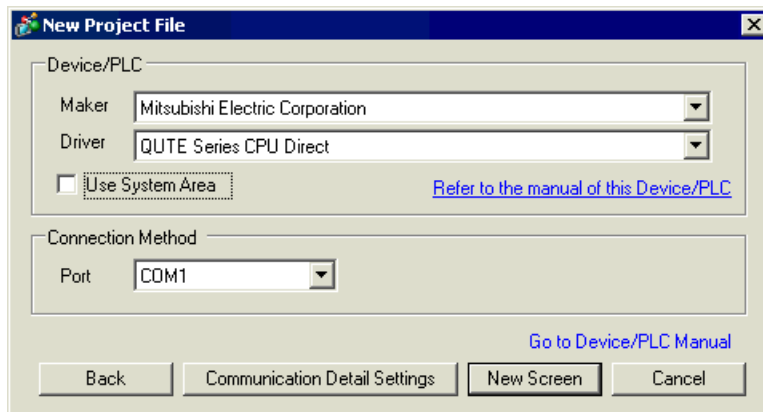 New Project File
Device/PLC
Maker Mitsubishi Electric Corporation
Driver QUTE Series CPU Direct
Use System Area Refer to the manual of this Device/PLC
Connection Method
Port COM1
Go to Device/PLC Manual
Back Communication Detail Settings New Screen Cancel